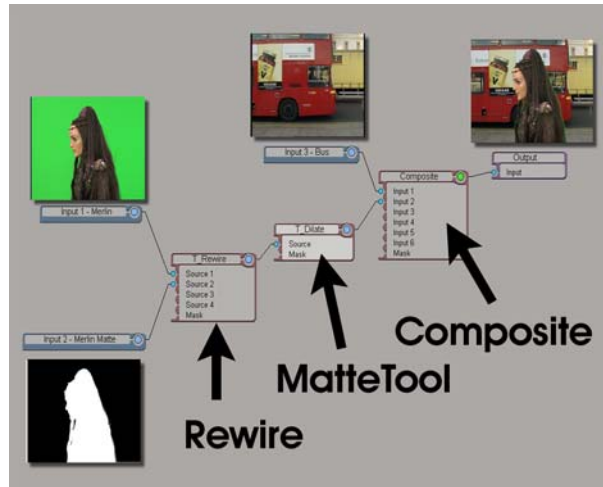 Input 3 - Bus
Output
Input
Composite
Input 1
Input 2
Input 3
Input 4
Input 5
Input 6
Mask
Input 1 - Merlin
T_Dilate
Source
Mask
T_Rewire
Source 1
Source 2
Source 3
Source 4
Mask
Input 2 - Merlin Matte
Composite
MatteTool
Rewire